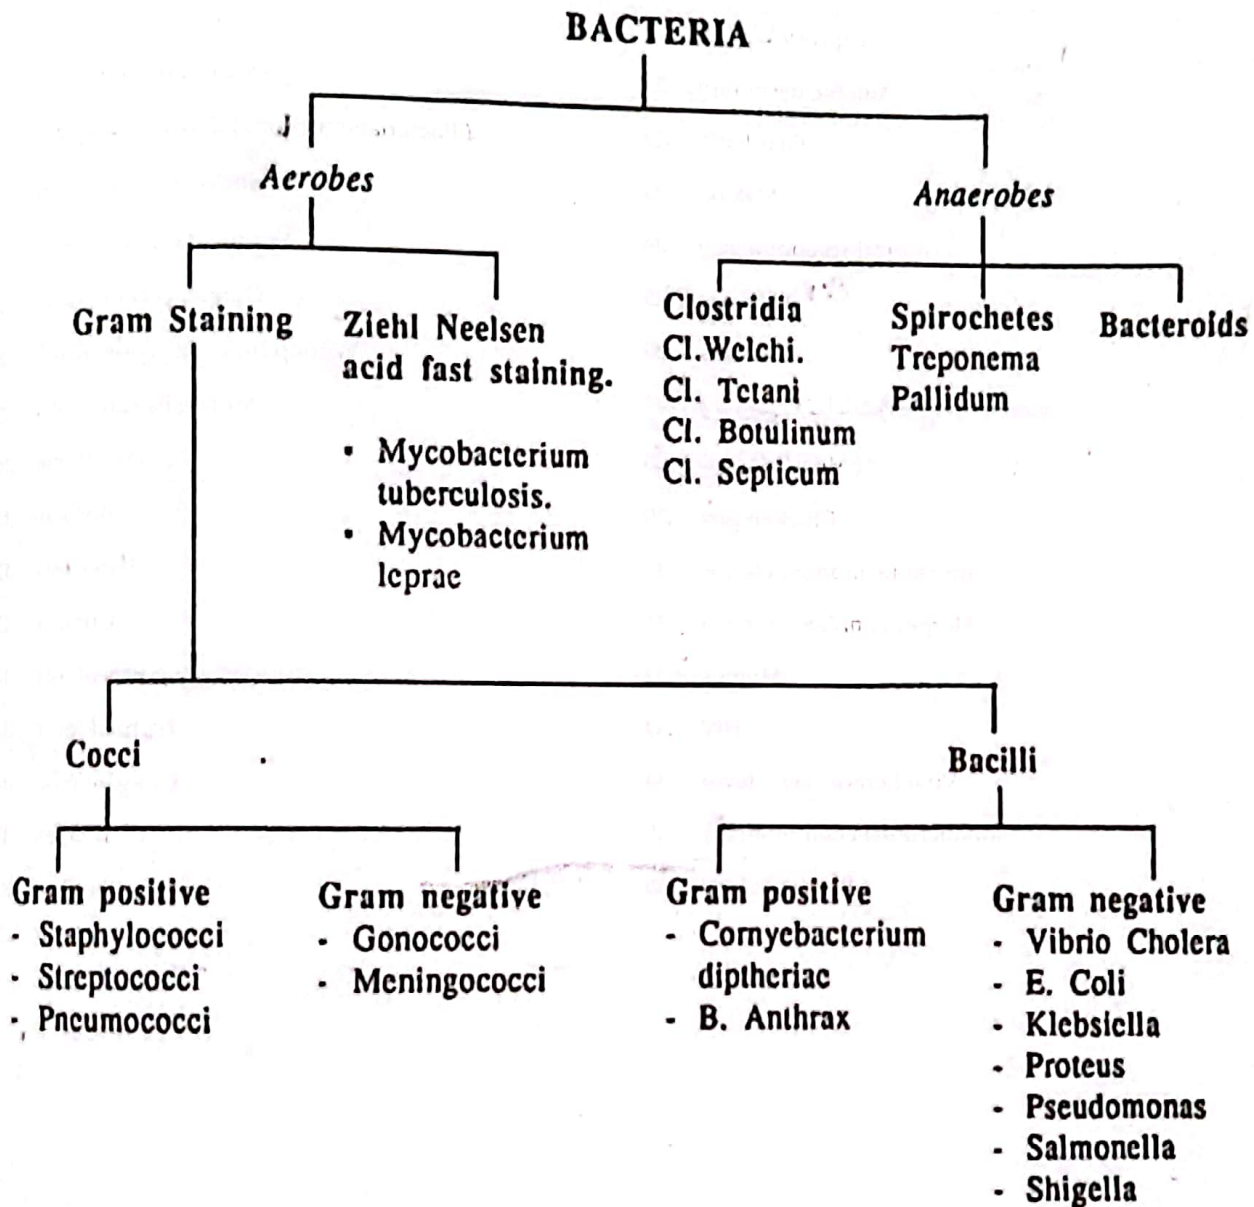 BACTERIA
Aerobes
Anaerobes
Gram Staining
Ziehl Neelsen
acid fast staining.
▪ Mycobacterium
tuberculosis.
▪ Mycobacterium
leprae
Clostridia
Cl.Welchi.
Cl. Tetani
Cl. Botulinum
Cl. Septicum
Spirochetes
Treponema
Pallidum
Bacteroids
Cocci
Bacilli
Gram positive
- Staphylococci
- Streptococci
- Pneumococci
Gram negative
- Gonococci
- Meningococci
Gram positive
- Cornyebacterium
diptheriae
- B. Anthrax
Gram negative
- Vibrio Cholera
- E. Coli
- Klebsiella
- Proteus
- Pseudomonas
- Salmonella
- Shigella